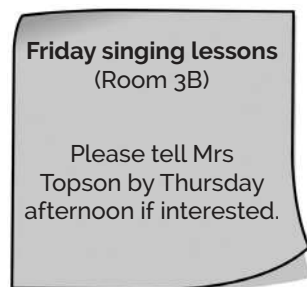 Friday singing lessons
(Room 3B)
Please tell Mrs
Topson by Thursday
afternoon if interested.